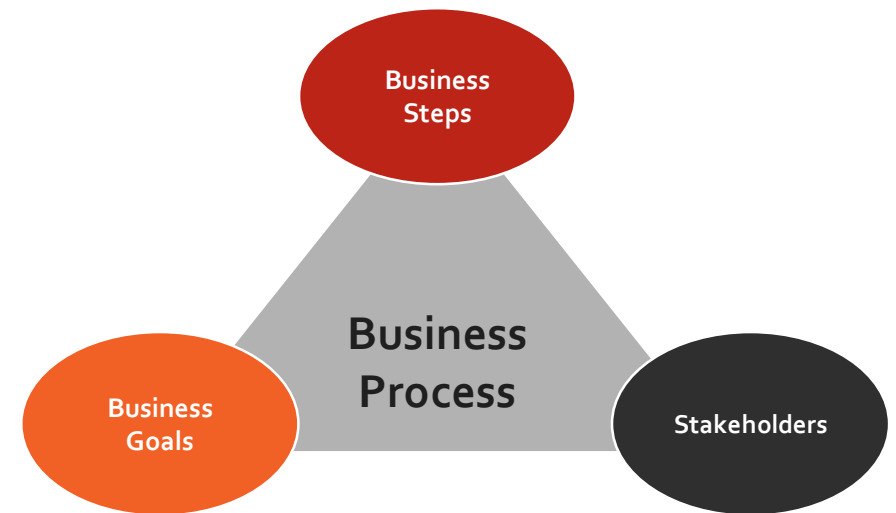 Business
Steps
Business
Process
Business
Goals
Stakeholders